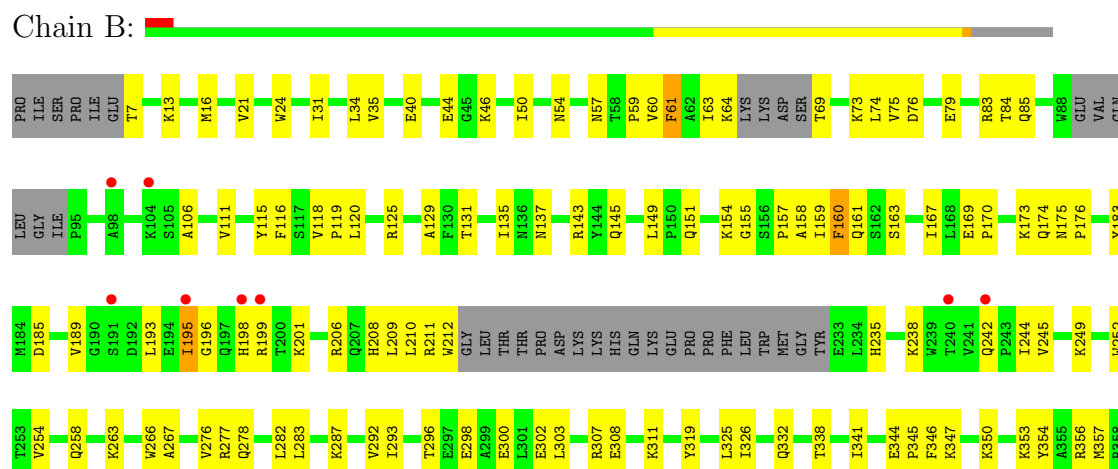 Chain B:
PRO ILE SER PRO ILE GLU T7 K13 M16 V21 W24 I31 L34 V35 E40 E44 G45 K46 I50 N54 N57 T58 P59 V60 F61 A62 I63 K64 LYS LYS ASP SER T69 K73 L74 V75 D76 E79 R83 T84 Q85 W88 GLU VAL GLN
LEU GLY ILE P95 A98 K104 S105 A106 V111 Y115 F116 S117 V118 P119 L120 R125 A129 F130 T131 I135 N136 N137 R143 Y144 Q145 L149 P150 Q151 K154 G155 S156 P157 A158 I159 F160 Q161 S162 S163 I167 L168 E169 P170 K173 Q174 N175 P176 Y183
M184 D185 V189 G190 S191 D192 L193 E194 I195 G196 Q197 H198 R199 T200 K201 R206 Q207 H208 L209 L210 R211 W212 GLY LEU THR THR PRO ASP LYS LYS HIS GLN LYS GLU PRO PRO PHE LEU TRP MET GLY TYR E233 L234 H235 K238 W239 T240 V241 Q242 P243 I244 V245 K249 W252
T253 V254 Q258 K263 W266 A267 V276 R277 Q278 L282 L283 K287 V292 I293 T296 E297 E298 A299 E300 L301 E302 L303 R307 E308 K311 Y319 L325 I326 Q332 T338 I341 E344 P345 F346 K347 K350 K353 Y354 A355 R356 M357 R358